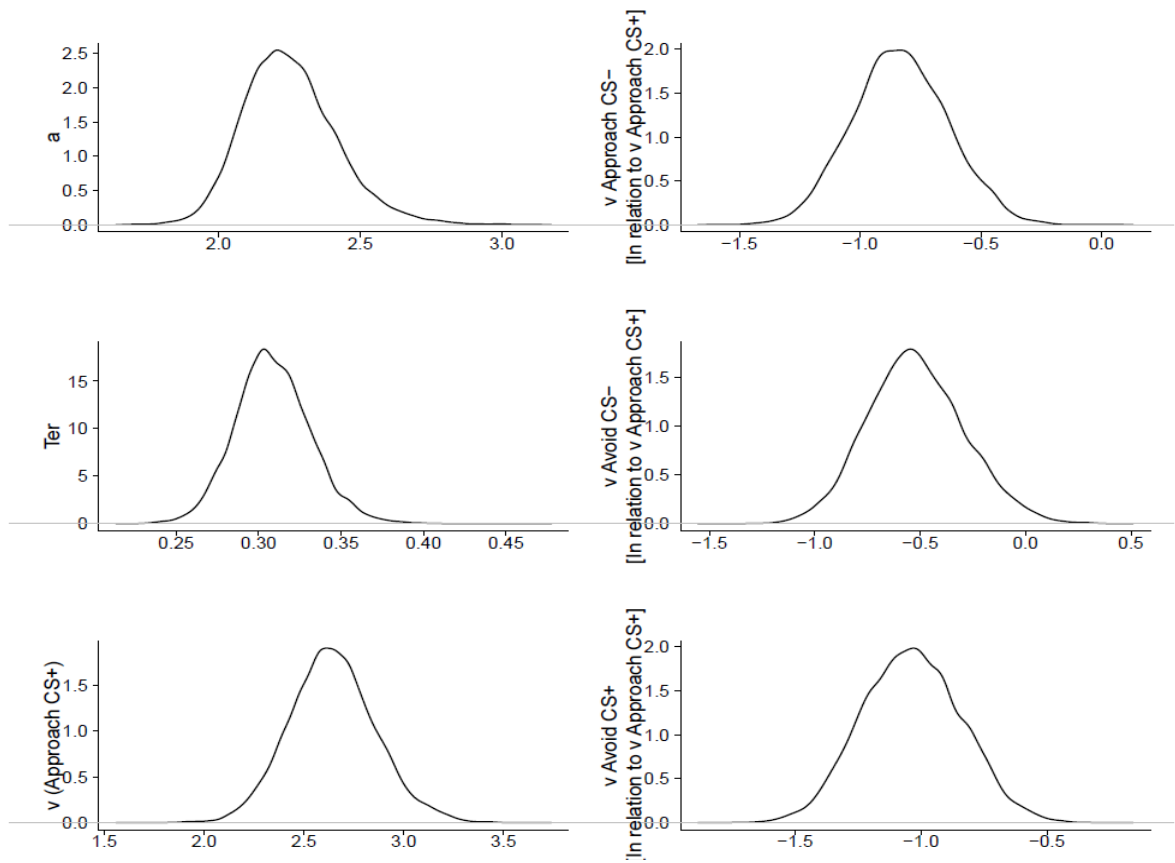 a
2.5
2.0
1.5
1.0
0.5
0.0
2.0 2.5 3.0
v Approach CS−
[In relation to v Approach CS+]
2.0
1.5
1.0
0.5
0.0
−1.5 −1.0 −0.5 0.0
Ter
15
10
5
0
0.25 0.30 0.35 0.40 0.45
v Avoid CS−
[In relation to v Approach CS+]
1.5
1.0
0.5
0.0
−1.5 −1.0 −0.5 0.0 0.5
v (Approach CS+)
1.5
1.0
0.5
0.0
1.5 2.0 2.5 3.0 3.5
v Avoid CS+
[In relation to v Approach CS+]
2.0
1.5
1.0
0.5
0.0
−1.5 −1.0 −0.5